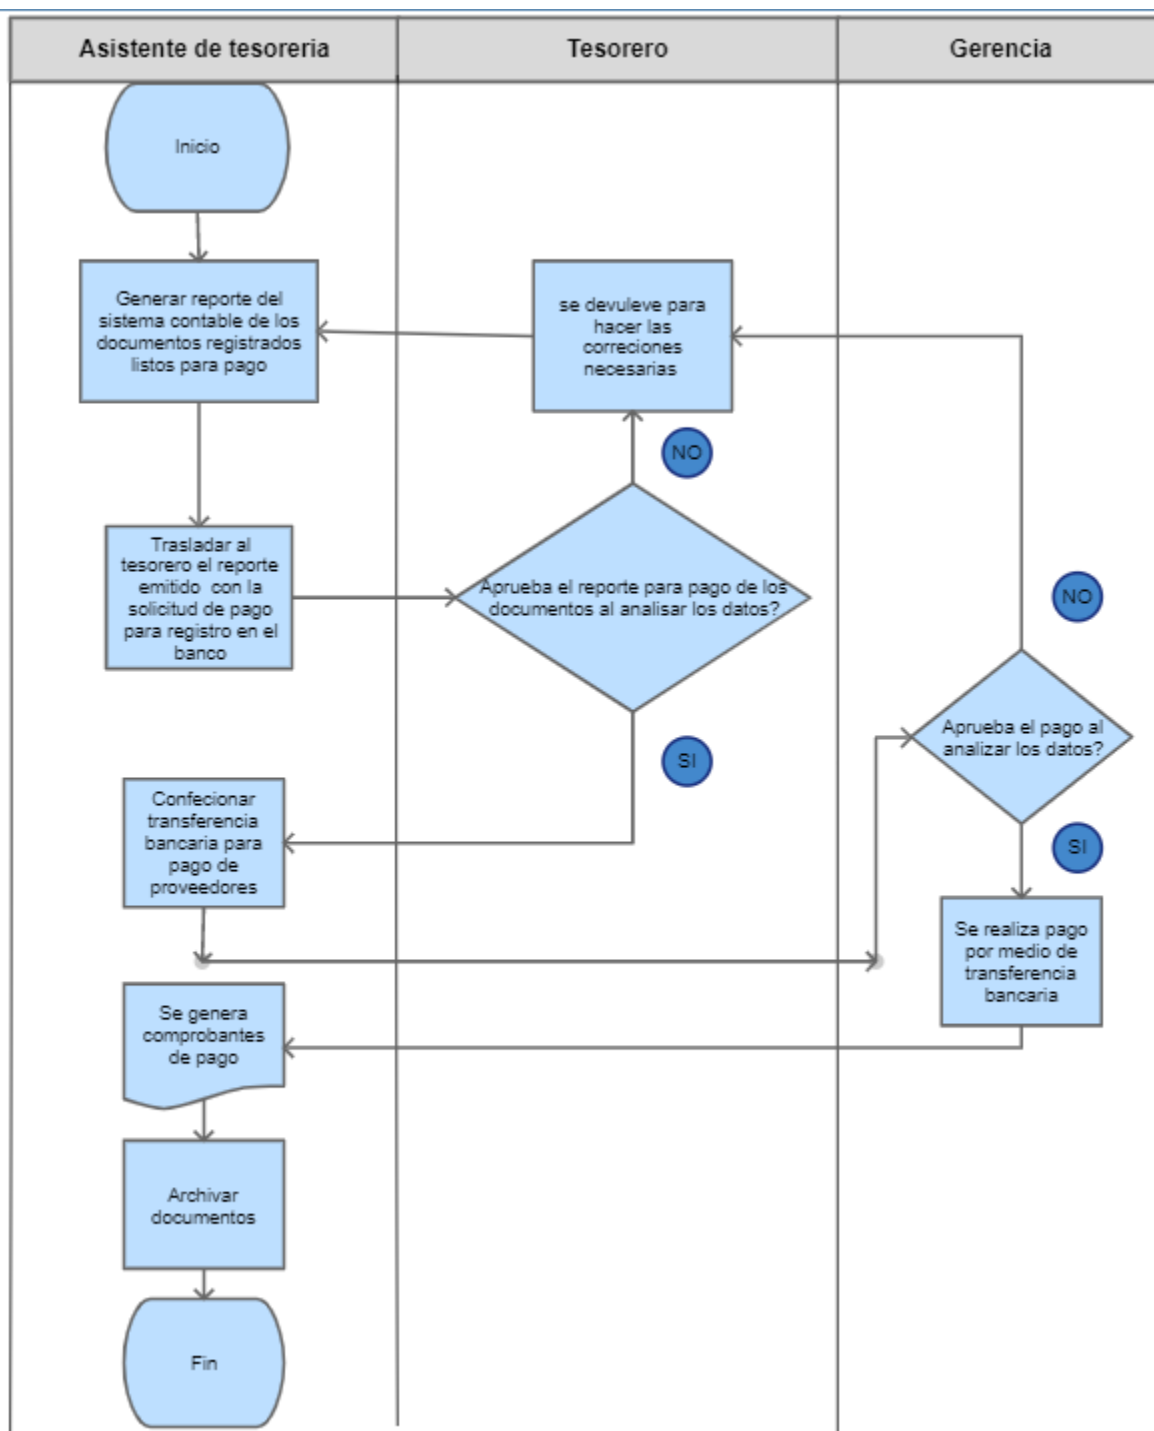 Asistente de tesoreria
Tesorero
Gerencia
Inicio
Generar reporte del
sistema contable de los
documentos registrados
listos para pago
se devuleve para
hacer las
correciones
necesarias
NO
Trasladar al
tesorero el reporte
emitido con la
solicitud de pago
para registro en el
banco
Aprueba el reporte para pago de los
documentos al analisar los datos?
NO
SI
Aprueba el pago al
analizar los datos?
Confecionar
transferencia
bancaria para
pago de
proveedores
SI
Se realiza pago
por medio de
transferencia
bancaria
Se genera
comprobantes
de pago
Archivar
documentos
Fin